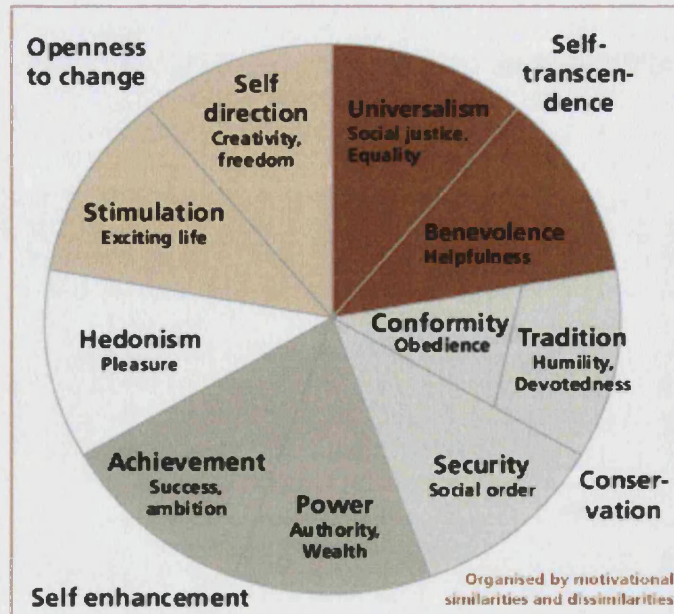 Openness
to change
Self-
transcen-
dence
Self
direction
Creativity,
freedom
Universalism
Social justice,
Equality
Stimulation
Exciting life
Benevolence
Helpfulness
Hedonism
Pleasure
Conformity
Obedience
Tradition
Humility,
Devotedness
Achievement
Success,
ambition
Power
Authority,
Wealth
Security
Social order
Conser-
vation
Self enhancement
Organised by motivational
similarities and dissimilarities